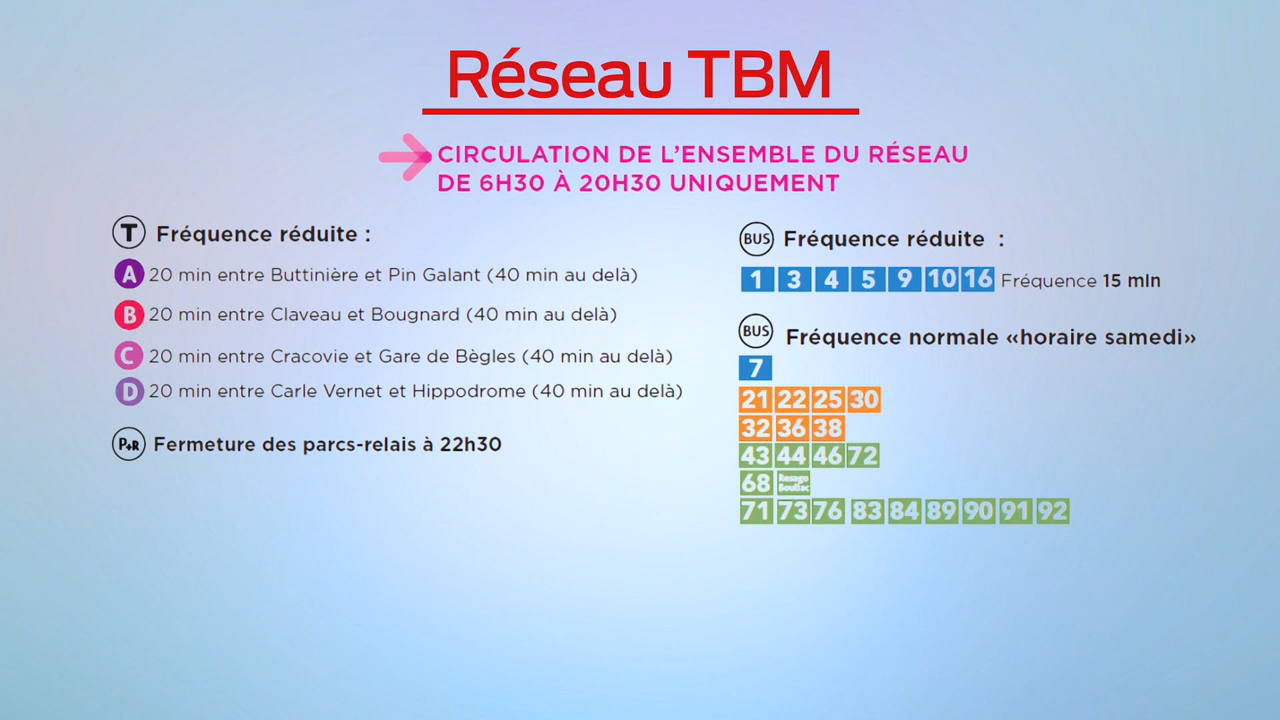 Réseau TBM
CIRCULATION DE L'ENSEMBLE DU RÉSEAU
DE 6H30 À 20H30 UNIQUEMENT
T Fréquence réduite :
A 20 min entre Buttinière et Pin Galant (40 min au delà)
B 20 min entre Claveau et Bougnard (40 min au delà)
C 20 min entre Cracovie et Gare de Bègles (40 min au delà)
D 20 min entre Carle Vernet et Hippodrome (40 min au delà)
P+R Fermeture des parcs-relais à 22h30
BUS Fréquence réduite :
1 3 4 5 9 10 16 Fréquence 15 min
BUS Fréquence normale «horaire samedi»
7
21 22 25 30
32 36 38
43 44 46 72
68
71 73 76 83 84 89 90 91 92